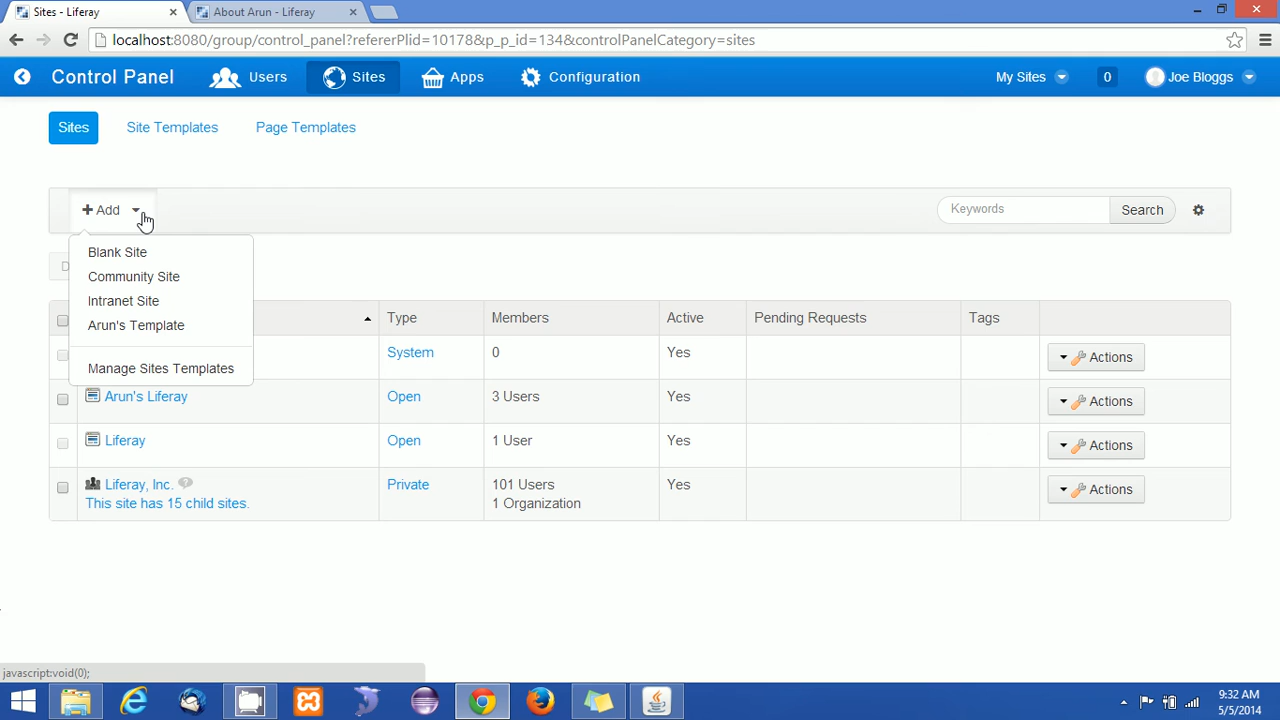 Sites - Liferay
About Arun - Liferay
localhost:8080/group/control_panel?refererPlid=10178&p_p_id=134&controlPanelCategory=sites
Control Panel Users Sites Apps Configuration My Sites 0 Joe Bloggs
Sites Site Templates Page Templates
+ Add Keywords Search
Blank Site
D
Community Site
Intranet Site
Type Members Active Pending Requests Tags
Arun's Template
System 0 Yes Actions
Manage Sites Templates
Arun's Liferay Open 3 Users Yes Actions
Liferay Open 1 User Yes Actions
Liferay, Inc. Private 101 Users Yes Actions
This site has 15 child sites. 1 Organization
javascript:void(0);
9:32 AM
5/5/2014